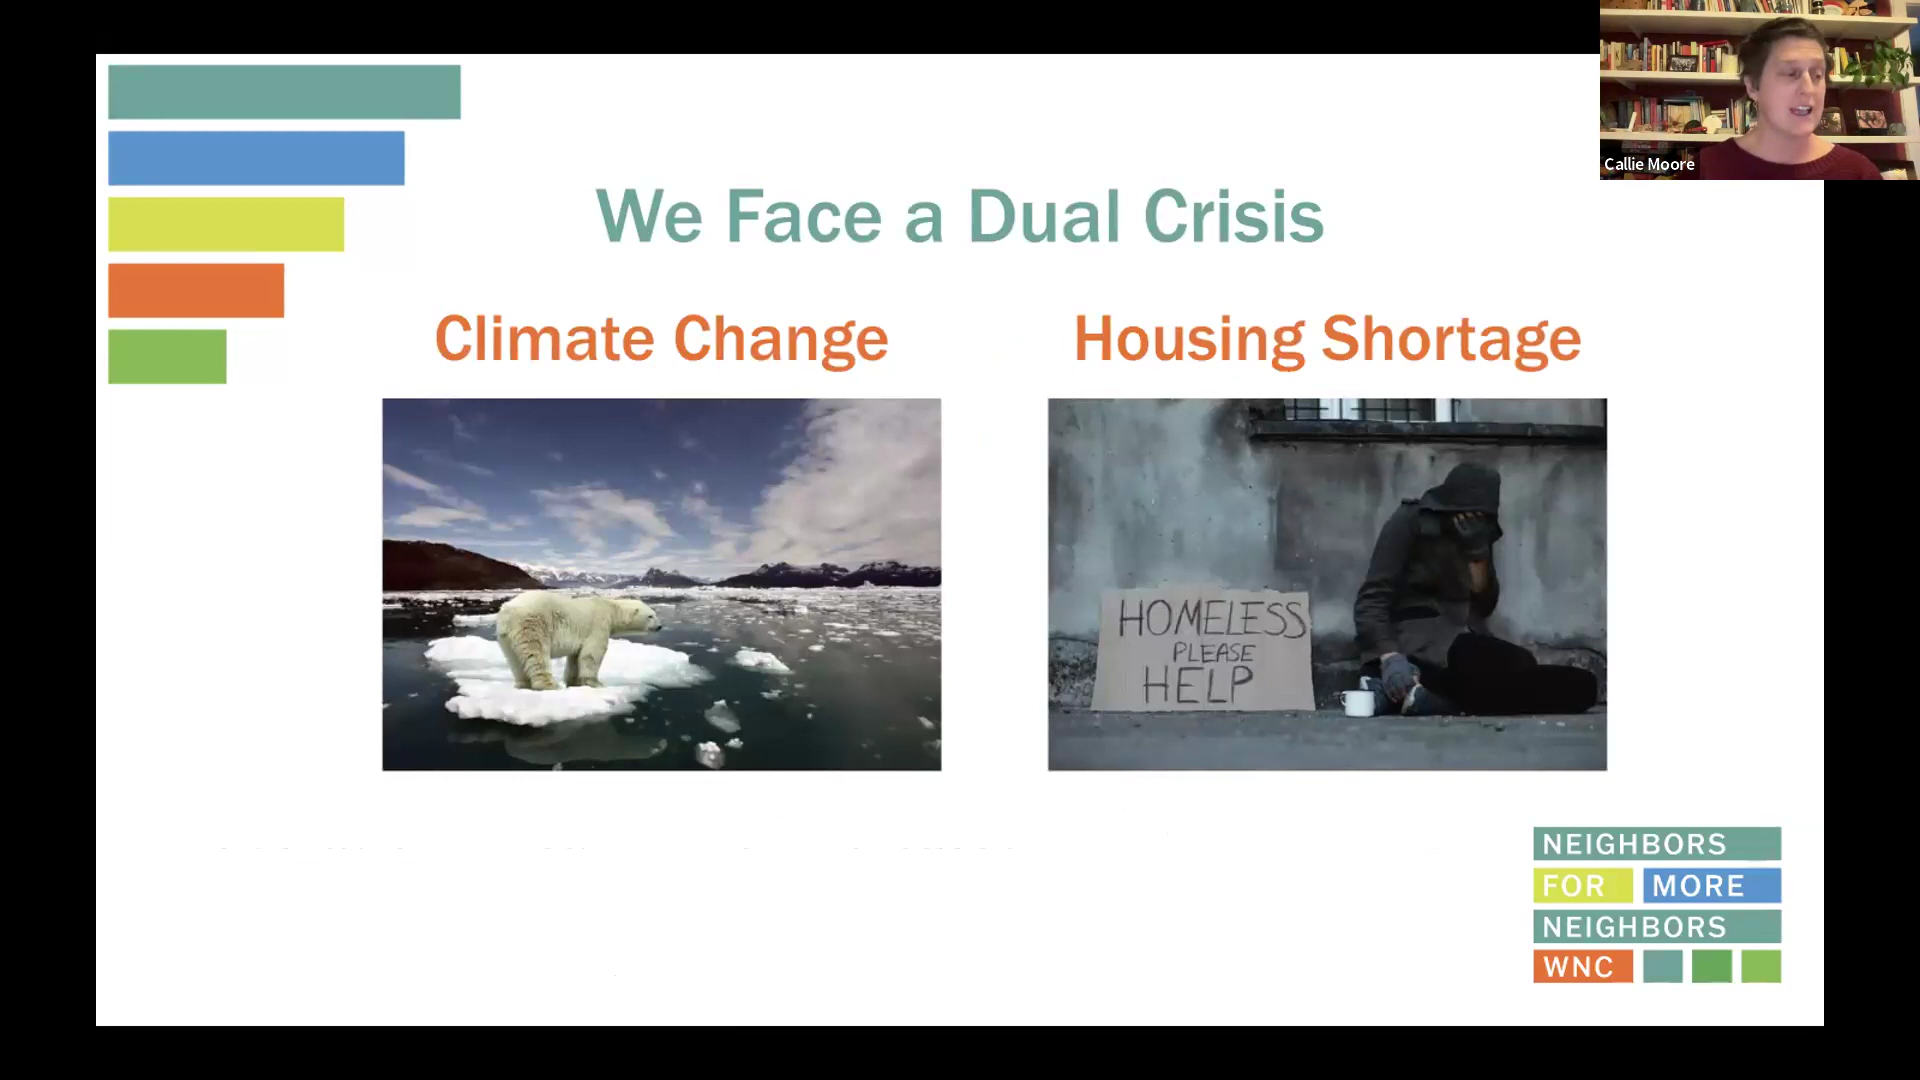 Callie Moore
We Face a Dual Crisis
Climate Change
Housing Shortage
HOMELESS
PLEASE
HELP
NEIGHBORS
FOR MORE
NEIGHBORS
WNC